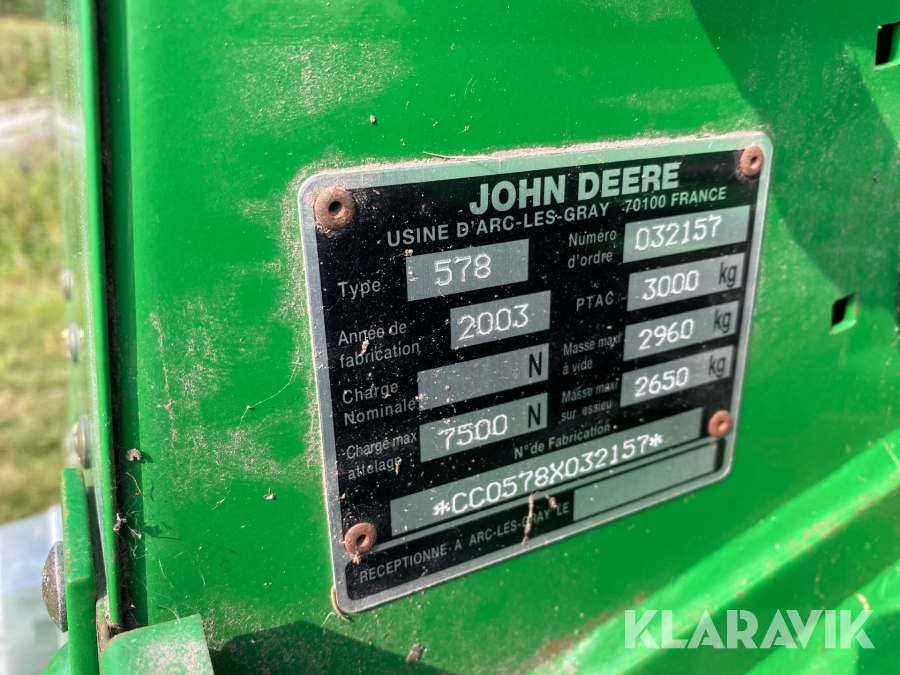 JOHN DEERE
USINE D'ARC-LES-GRAY 70100 FRANCE
Type 578
Numéro d'ordre 032157
Année de fabrication 2003
PTAC 3000 kg
Charge Nominale N
Masse maxi à vide 2960 kg
Charge max attelage 7500 N
Masse maxi sur essieu 2650 kg
N° de Fabrication
*CC0578X032157*
RECEPTIONNE A ARC-LES-GRAY LE
KLARAVIK